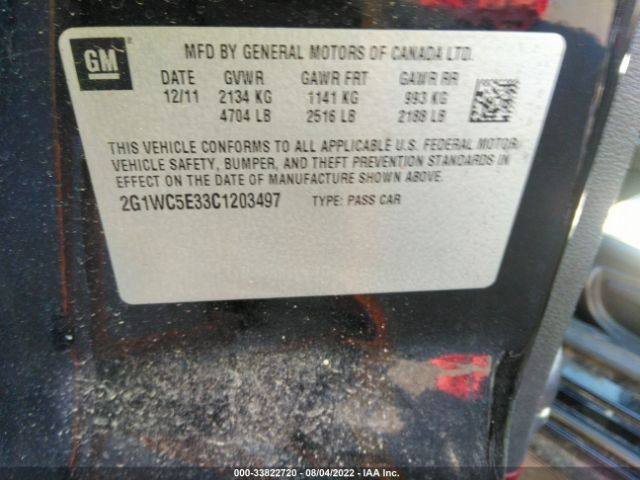 GM
MFD BY GENERAL MOTORS OF CANADA LTD.
DATE GVWR GAWR FRT GAWR RR
12/11 2134 KG 1141 KG 993 KG
4704 LB 2516 LB 2188 LB
THIS VEHICLE CONFORMS TO ALL APPLICABLE U.S. FEDERAL MOTOR
VEHICLE SAFETY, BUMPER, AND THEFT PREVENTION STANDARDS IN
EFFECT ON THE DATE OF MANUFACTURE SHOWN ABOVE.
2G1WC5E33C1203497 TYPE: PASS CAR
000-33822720 - 08/04/2022 - IAA Inc.